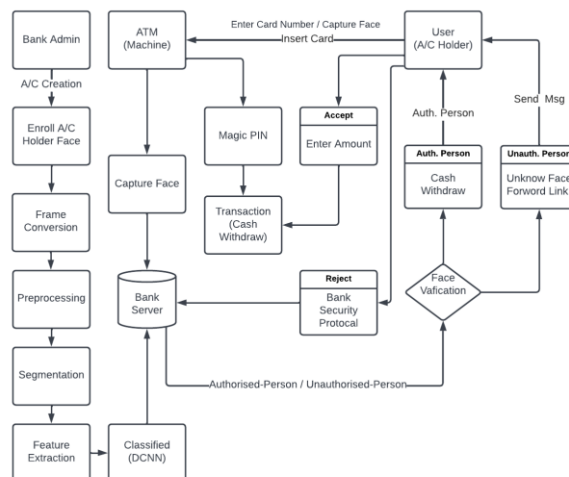 Bank Admin
ATM
(Machine)
Enter Card Number / Capture Face
Insert Card
User
(A/C Holder)
A/C Creation
Send Msg
Auth. Person
Enroll A/C
Holder Face
Magic PIN
Accept
Enter Amount
Auth. Person
Cash
Withdraw
Unauth. Person
Unknow Face
Forword Link
Capture Face
Frame
Conversion
Transaction
(Cash
Withdraw)
Preprocessing
Bank
Server
Reject
Bank
Security
Protocal
Face
Vafication
Segmentation
Authorised-Person / Unauthorised-Person
Feature
Extraction
Classified
(DCNN)